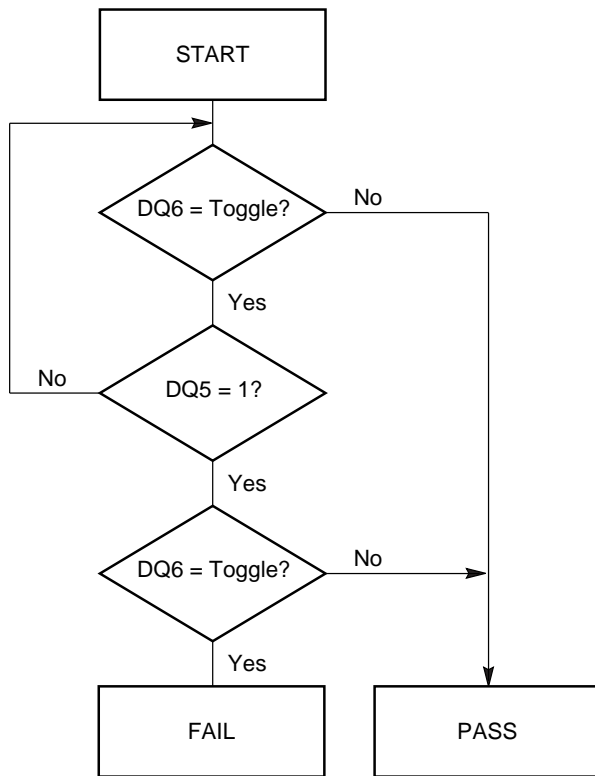 START
DQ6 = Toggle?
No
Yes
No
DQ5 = 1?
Yes
DQ6 = Toggle?
No
Yes
FAIL
PASS